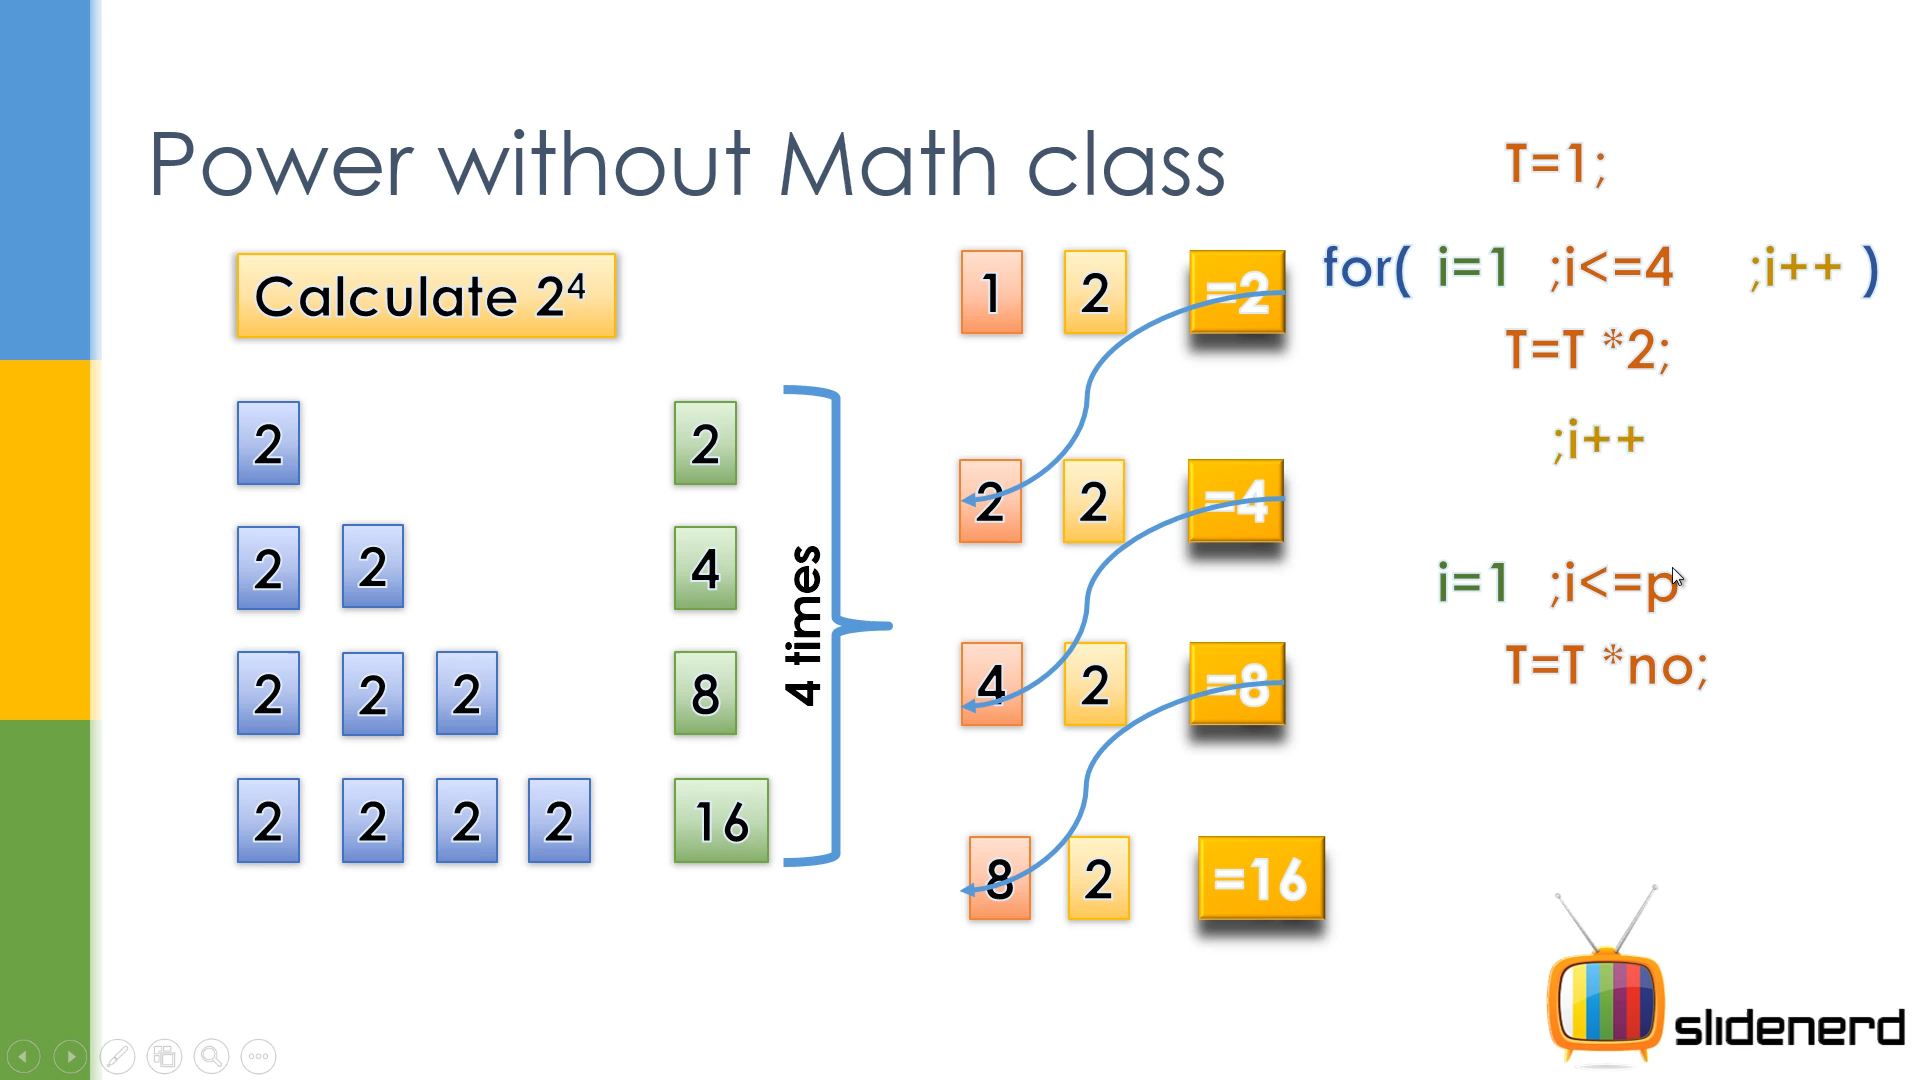 Power without Math class
Calculate 2⁴
2
2
2 2
4
2 2 2
8
2 2 2 2
16
4 times
1 2 =2
2 2 =4
4 2 =8
8 2 =16
T=1;
for( i=1 ;i<=4 ;i++ )
T=T *2;
;i++
i=1 ;i<=p
T=T *no;
slidenerd